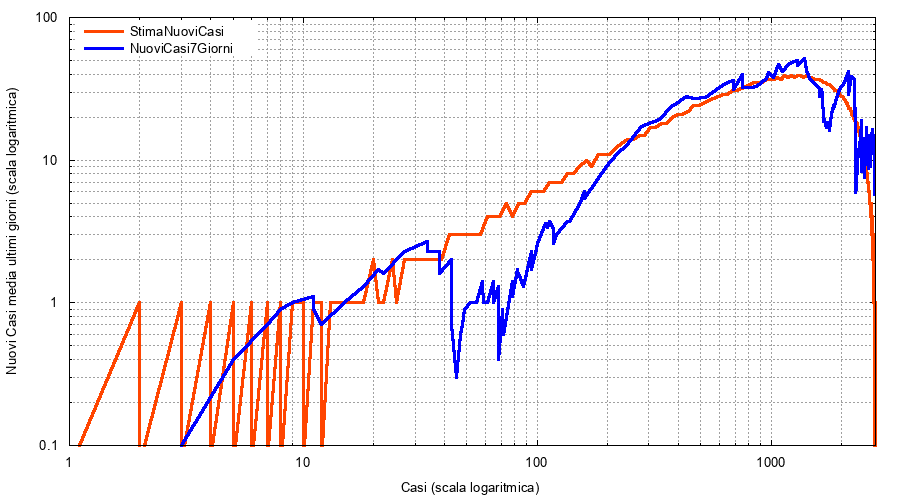 StimaNuoviCasi
NuoviCasi7Giorni
Nuovi Casi media ultimi giorni (scala logaritmica)
100
10
1
0.1
1
10
100
1000
Casi (scala logaritmica)